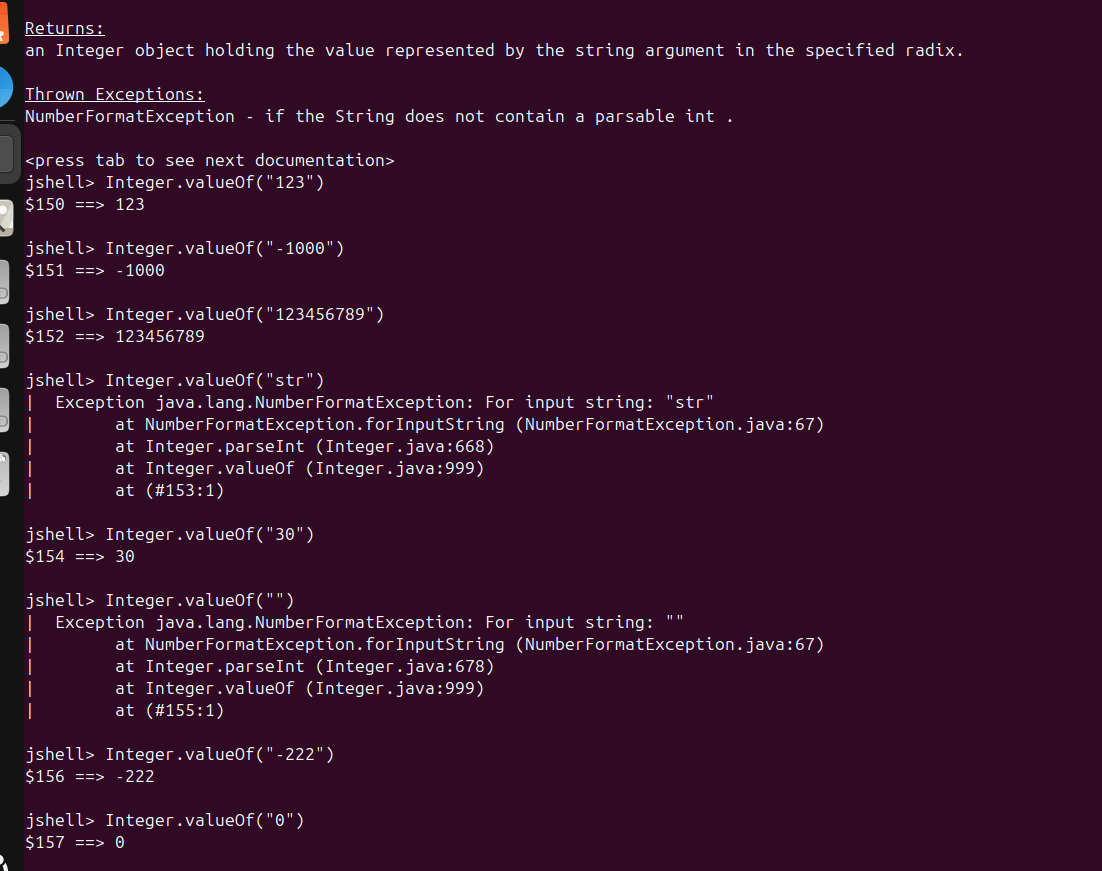 Returns:
an Integer object holding the value represented by the string argument in the specified radix.
Thrown Exceptions:
NumberFormatException - if the String does not contain a parsable int .
<press tab to see next documentation>
jshell> Integer.valueOf("123")
$150 ==> 123
jshell> Integer.valueOf("-1000")
$151 ==> -1000
jshell> Integer.valueOf("123456789")
$152 ==> 123456789
jshell> Integer.valueOf("str")
|  Exception java.lang.NumberFormatException: For input string: "str"
|        at NumberFormatException.forInputString (NumberFormatException.java:67)
|        at Integer.parseInt (Integer.java:668)
|        at Integer.valueOf (Integer.java:999)
|        at (#153:1)
jshell> Integer.valueOf("30")
$154 ==> 30
jshell> Integer.valueOf("")
|  Exception java.lang.NumberFormatException: For input string: ""
|        at NumberFormatException.forInputString (NumberFormatException.java:67)
|        at Integer.parseInt (Integer.java:678)
|        at Integer.valueOf (Integer.java:999)
|        at (#155:1)
jshell> Integer.valueOf("-222")
$156 ==> -222
jshell> Integer.valueOf("0")
$157 ==> 0